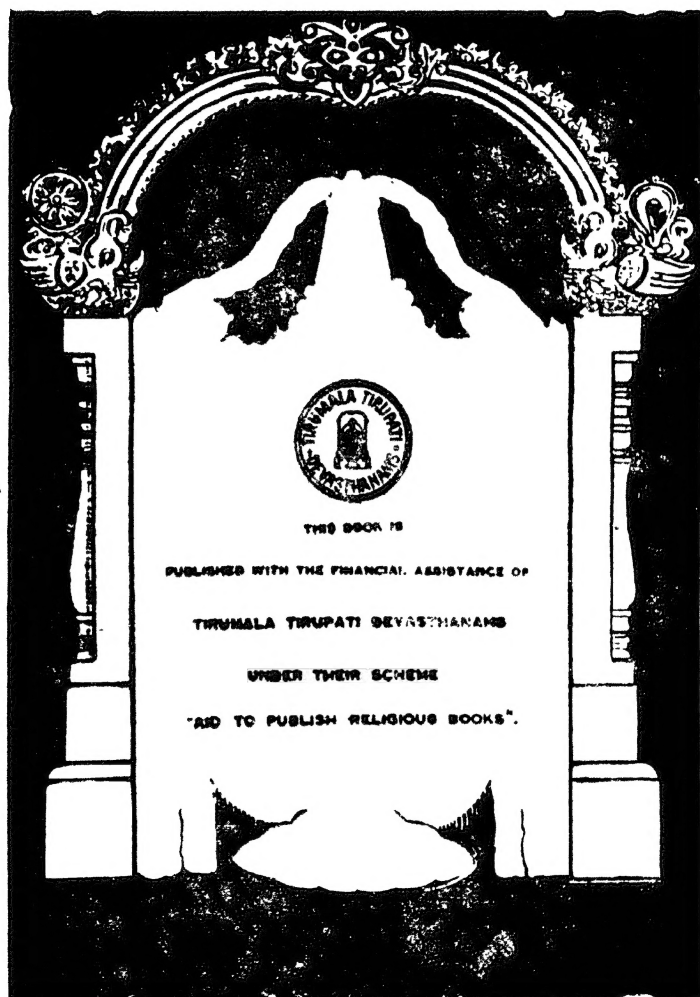 TIRUMALA TIRUPATI
DEVASTHANAMS
THIS BOOK IS
PUBLISHED WITH THE FINANCIAL ASSISTANCE OF
TIRUMALA TIRUPATI DEVASTHANAMS
UNDER THEIR SCHEME
"AID TO PUBLISH RELIGIOUS BOOKS".